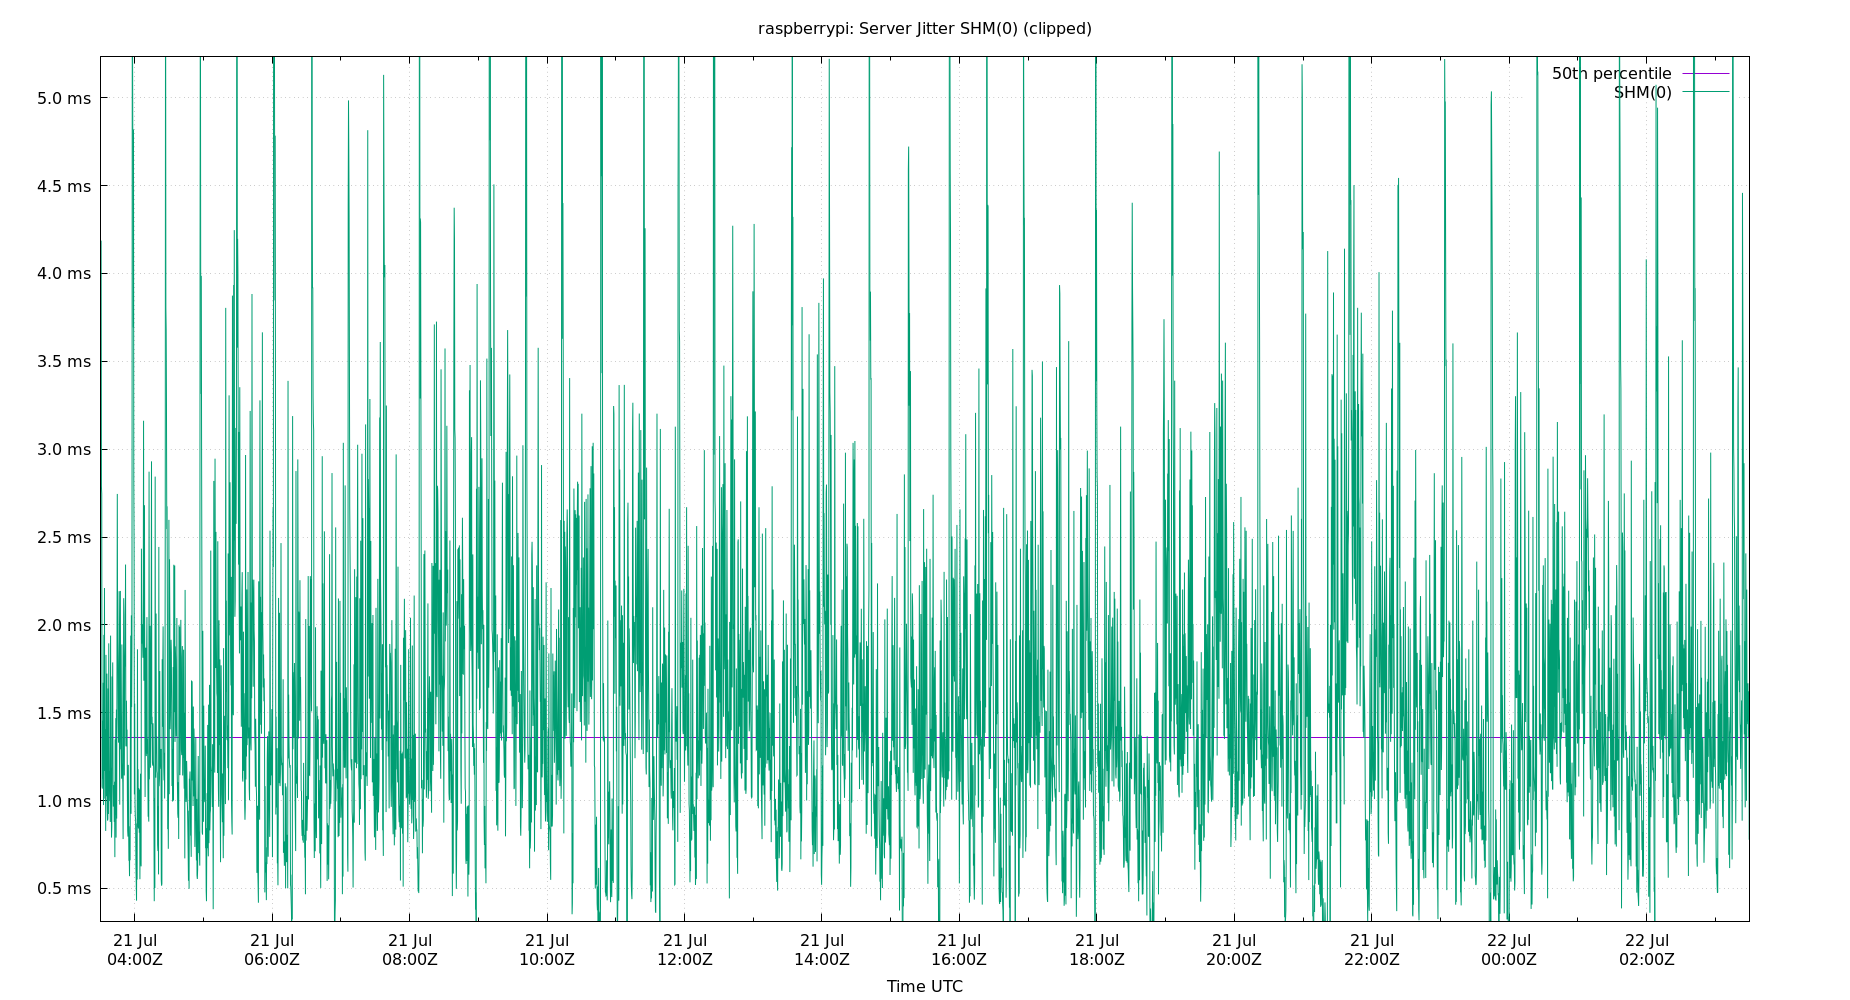 raspberrypi: Server Jitter SHM(0) (clipped)
50th percentile
SHM(0)
5.0 ms
4.5 ms
4.0 ms
3.5 ms
3.0 ms
2.5 ms
2.0 ms
1.5 ms
1.0 ms
0.5 ms
21 Jul 21 Jul 21 Jul 21 Jul 21 Jul 21 Jul 21 Jul 21 Jul 21 Jul 21 Jul 22 Jul 22 Jul
04:00Z 06:00Z 08:00Z 10:00Z 12:00Z 14:00Z 16:00Z 18:00Z 20:00Z 22:00Z 00:00Z 02:00Z
Time UTC